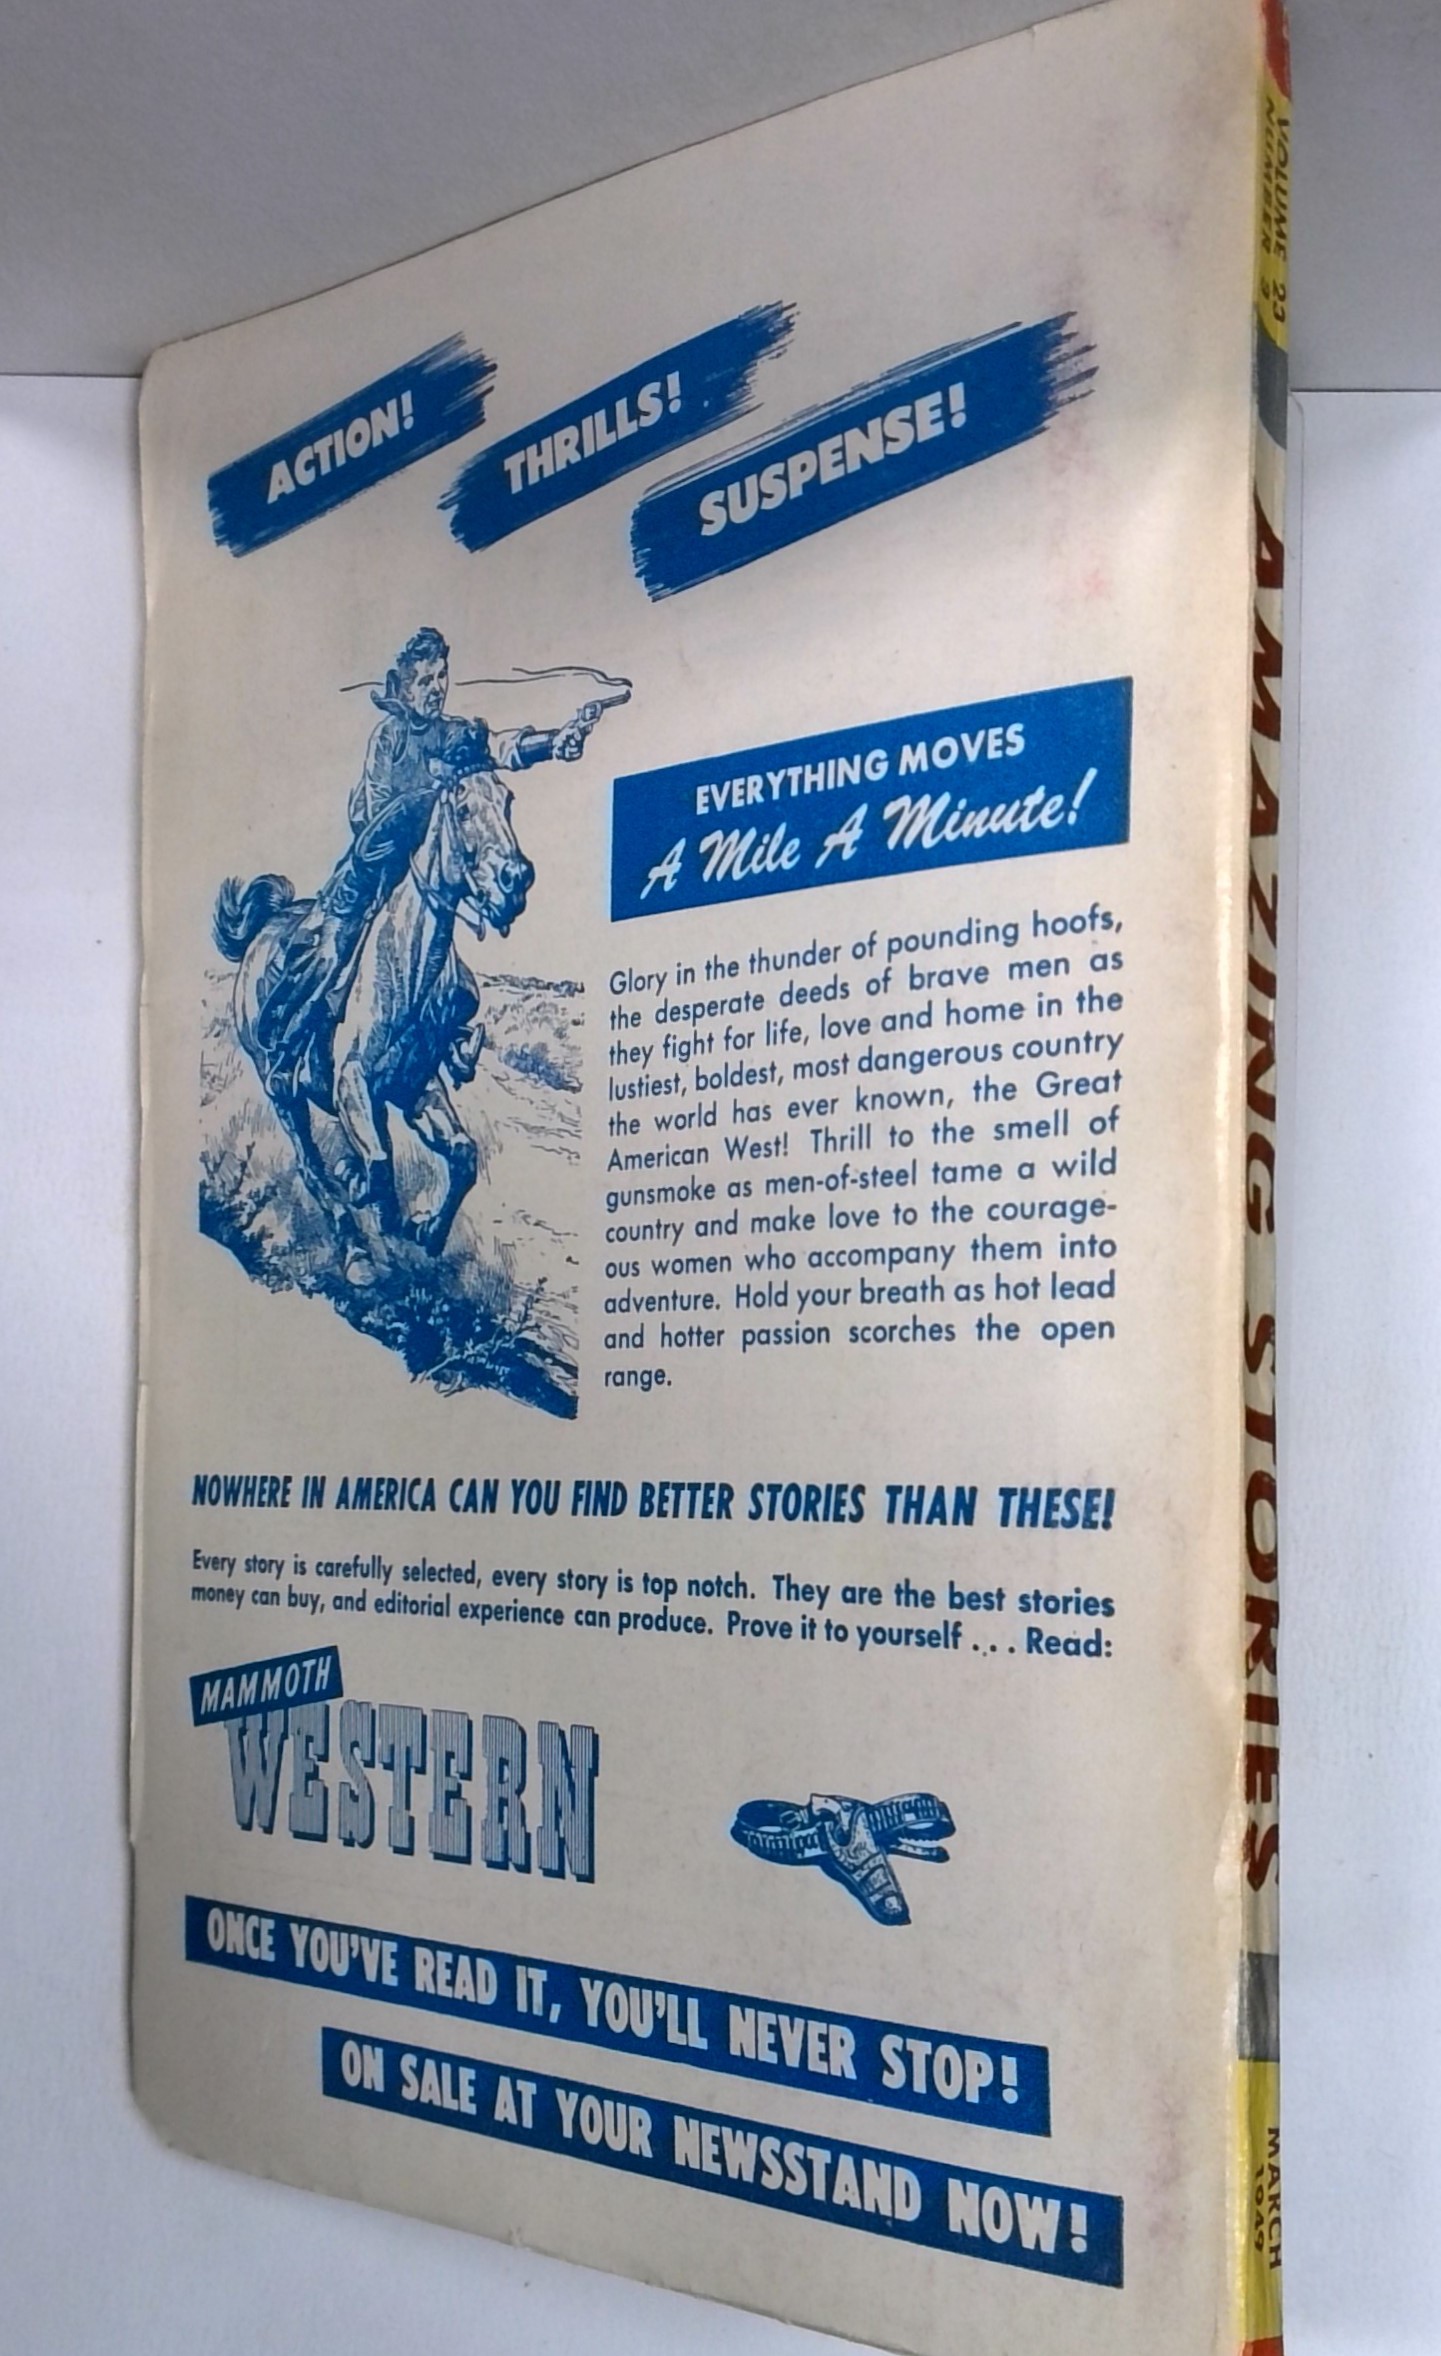 ACTION!
THRILLS!
SUSPENSE!
EVERYTHING MOVES
A Mile A Minute!
Glory in the thunder of pounding hoofs,
the desperate deeds of brave men as
they fight for life, love and home in the
lustiest, boldest, most dangerous country
the world has ever known, the Great
American West! Thrill to the smell of
gunsmoke as men-of-steel tame a wild
country and make love to the courage-
ous women who accompany them into
adventure. Hold your breath as hot lead
and hotter passion scorches the open
range.
NOWHERE IN AMERICA CAN YOU FIND BETTER STORIES THAN THESE!
Every story is carefully selected, every story is top notch. They are the best stories
money can buy, and editorial experience can produce. Prove it to yourself . . . Read:
MAMMOTH
WESTERN
ONCE YOU'VE READ IT, YOU'LL NEVER STOP!
ON SALE AT YOUR NEWSSTAND NOW!
VOLUME 23
NUMBER 3
AMAZING STORIES
MARCH
1949